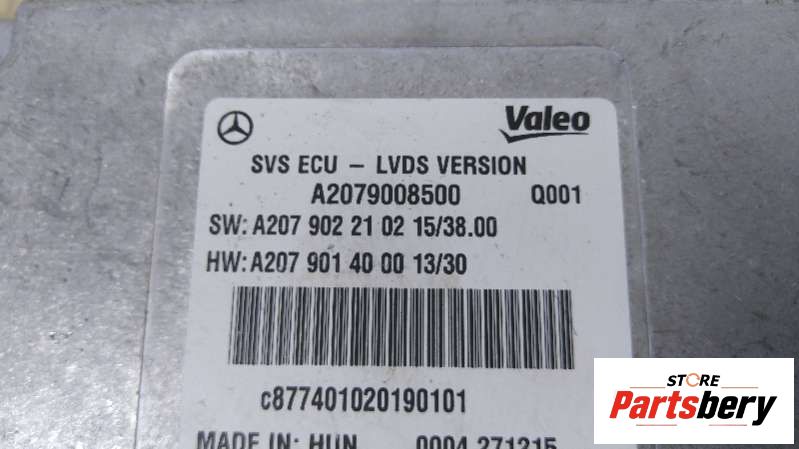 Valeo
SVS ECU – LVDS VERSION
A2079008500 Q001
SW: A207 902 21 02 15/38.00
HW: A207 901 40 00 13/30
c877401020190101
MADE IN: HUN 0004 271215
STORE
Partsbery